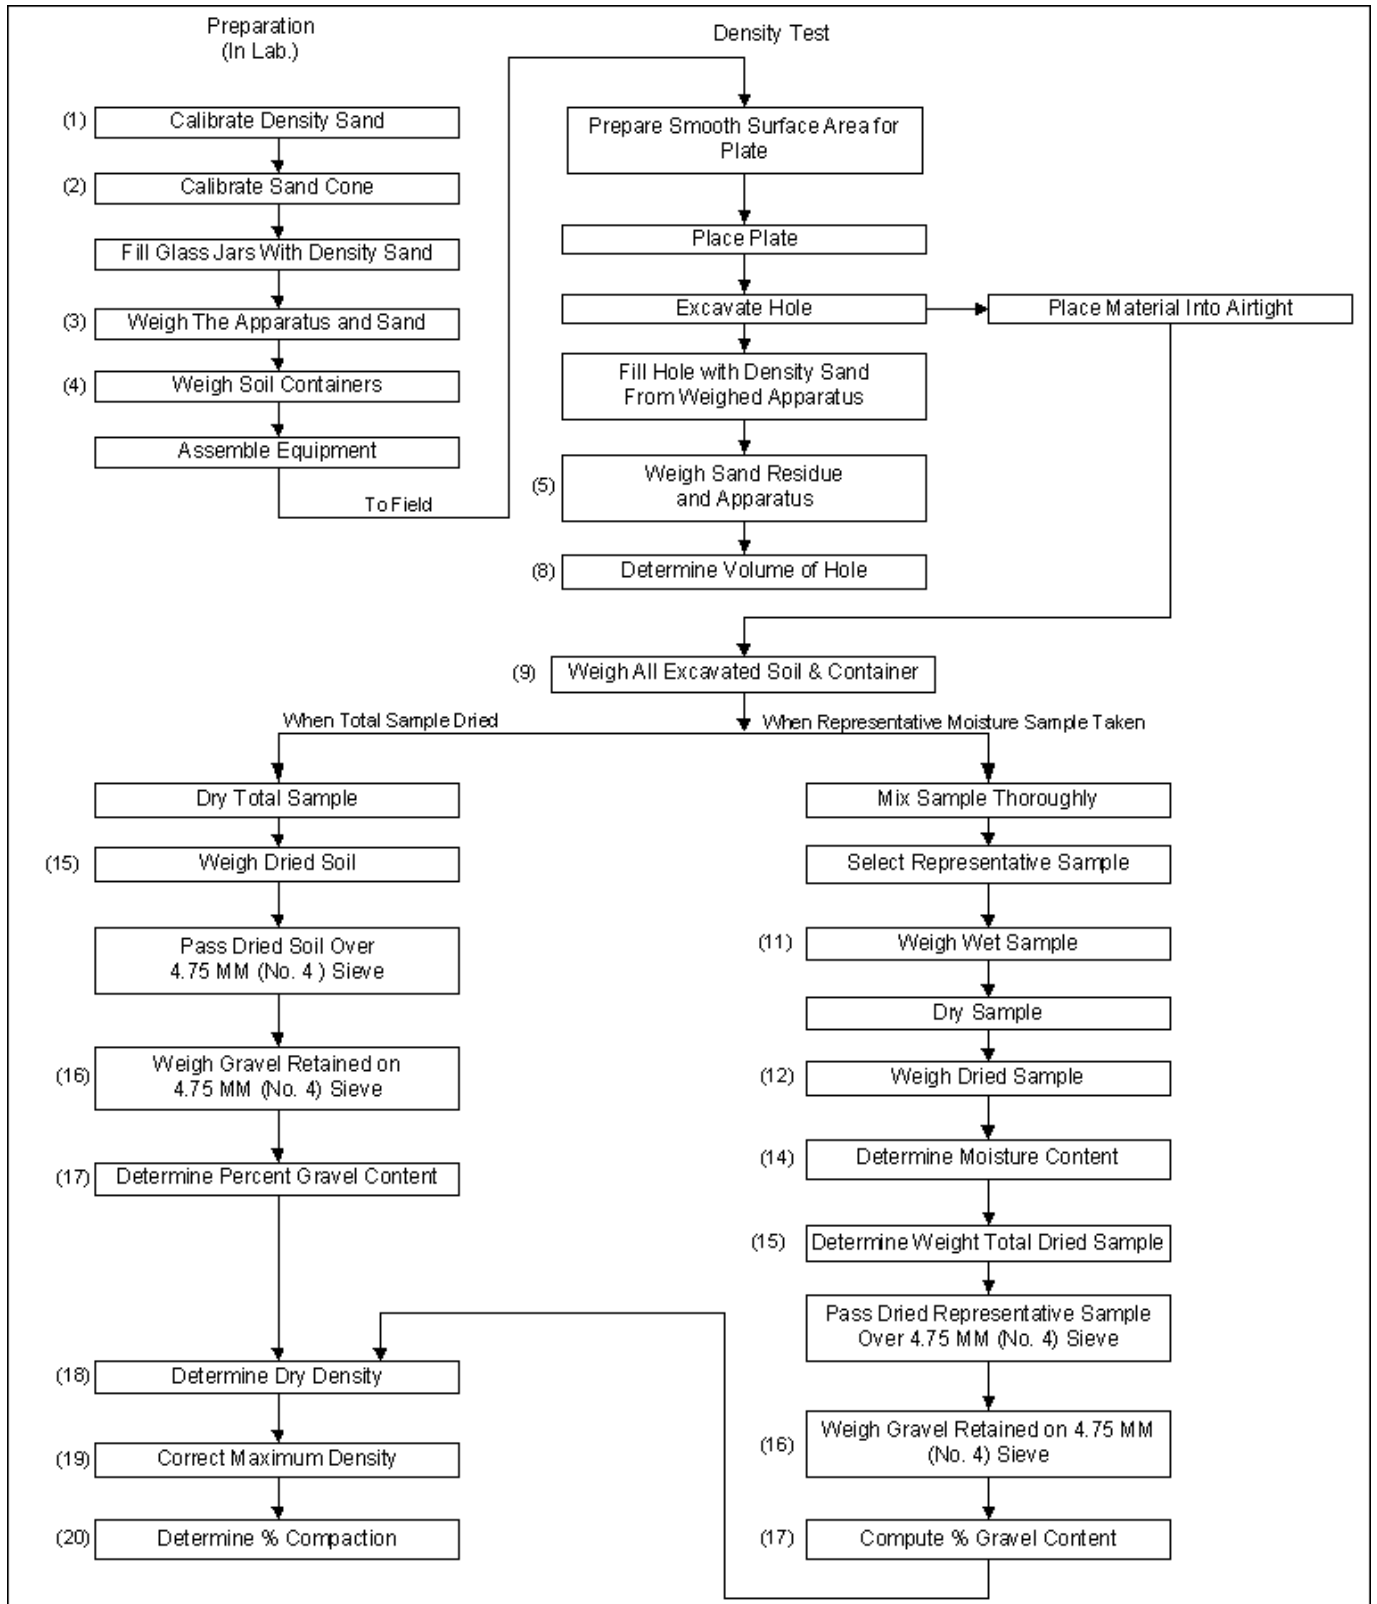 Preparation
(In Lab.)
(1) Calibrate Density Sand
(2) Calibrate Sand Cone
Fill Glass Jars With Density Sand
(3) Weigh The Apparatus and Sand
(4) Weigh Soil Containers
Assemble Equipment
To Field
Density Test
Prepare Smooth Surface Area for
Plate
Place Plate
Excavate Hole
Place Material Into Airtight
Fill Hole with Density Sand
From Weighed Apparatus
(5) Weigh Sand Residue
and Apparatus
(8) Determine Volume of Hole
(9) Weigh All Excavated Soil & Container
When Total Sample Dried
Dry Total Sample
(15) Weigh Dried Soil
Pass Dried Soil Over
4.75 MM (No. 4 ) Sieve
(16) Weigh Gravel Retained on
4.75 MM (No. 4) Sieve
(17) Determine Percent Gravel Content
(18) Determine Dry Density
(19) Correct Maximum Density
(20) Determine % Compaction
When Representative Moisture Sample Taken
Mix Sample Thoroughly
Select Representative Sample
(11) Weigh Wet Sample
Dry Sample
(12) Weigh Dried Sample
(14) Determine Moisture Content
(15) Determine Weight Total Dried Sample
Pass Dried Representative Sample
Over 4.75 MM (No. 4) Sieve
(16) Weigh Gravel Retained on 4.75 MM
(No. 4) Sieve
(17) Compute % Gravel Content